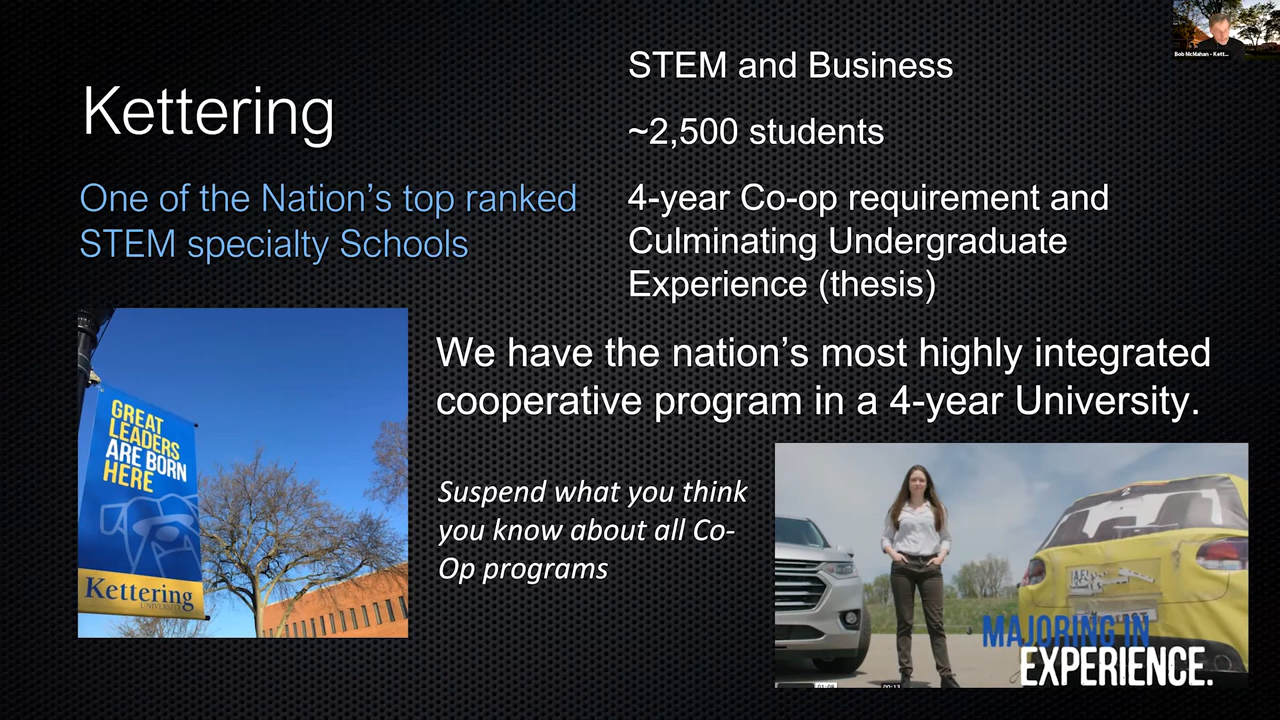 Kettering
One of the Nation's top ranked
STEM specialty Schools
STEM and Business
~2,500 students
4-year Co-op requirement and
Culminating Undergraduate
Experience (thesis)
We have the nation's most highly integrated
cooperative program in a 4-year University.
Suspend what you think
you know about all Co-
Op programs
GREAT
LEADERS
ARE BORN
HERE
Kettering
UNIVERSITY
MAJORING IN
EXPERIENCE.
Bob McMahan - Kett...